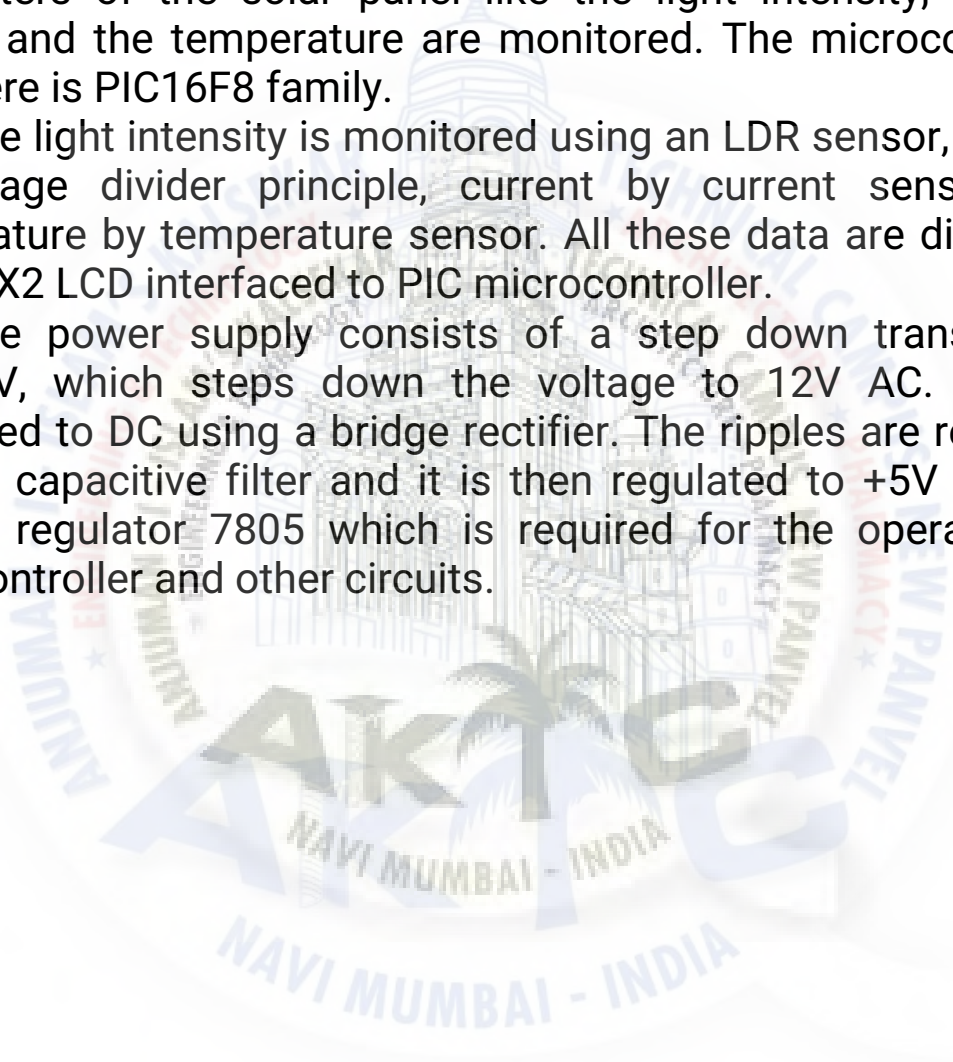 ters of the solar panel like the light intensity,
and the temperature are monitored. The microco
ere is PIC16F8 family.
e light intensity is monitored using an LDR sensor,
age divider principle, current by current sens
ature by temperature sensor. All these data are di
X2 LCD interfaced to PIC microcontroller.
e power supply consists of a step down trans
V, which steps down the voltage to 12V AC.
ed to DC using a bridge rectifier. The ripples are re
capacitive filter and it is then regulated to +5V
regulator 7805 which is required for the opera
ontroller and other circuits.
AKTC
NAVI MUMBAI - INDIA
AKTC
NAVI MUMBAI - INDIA